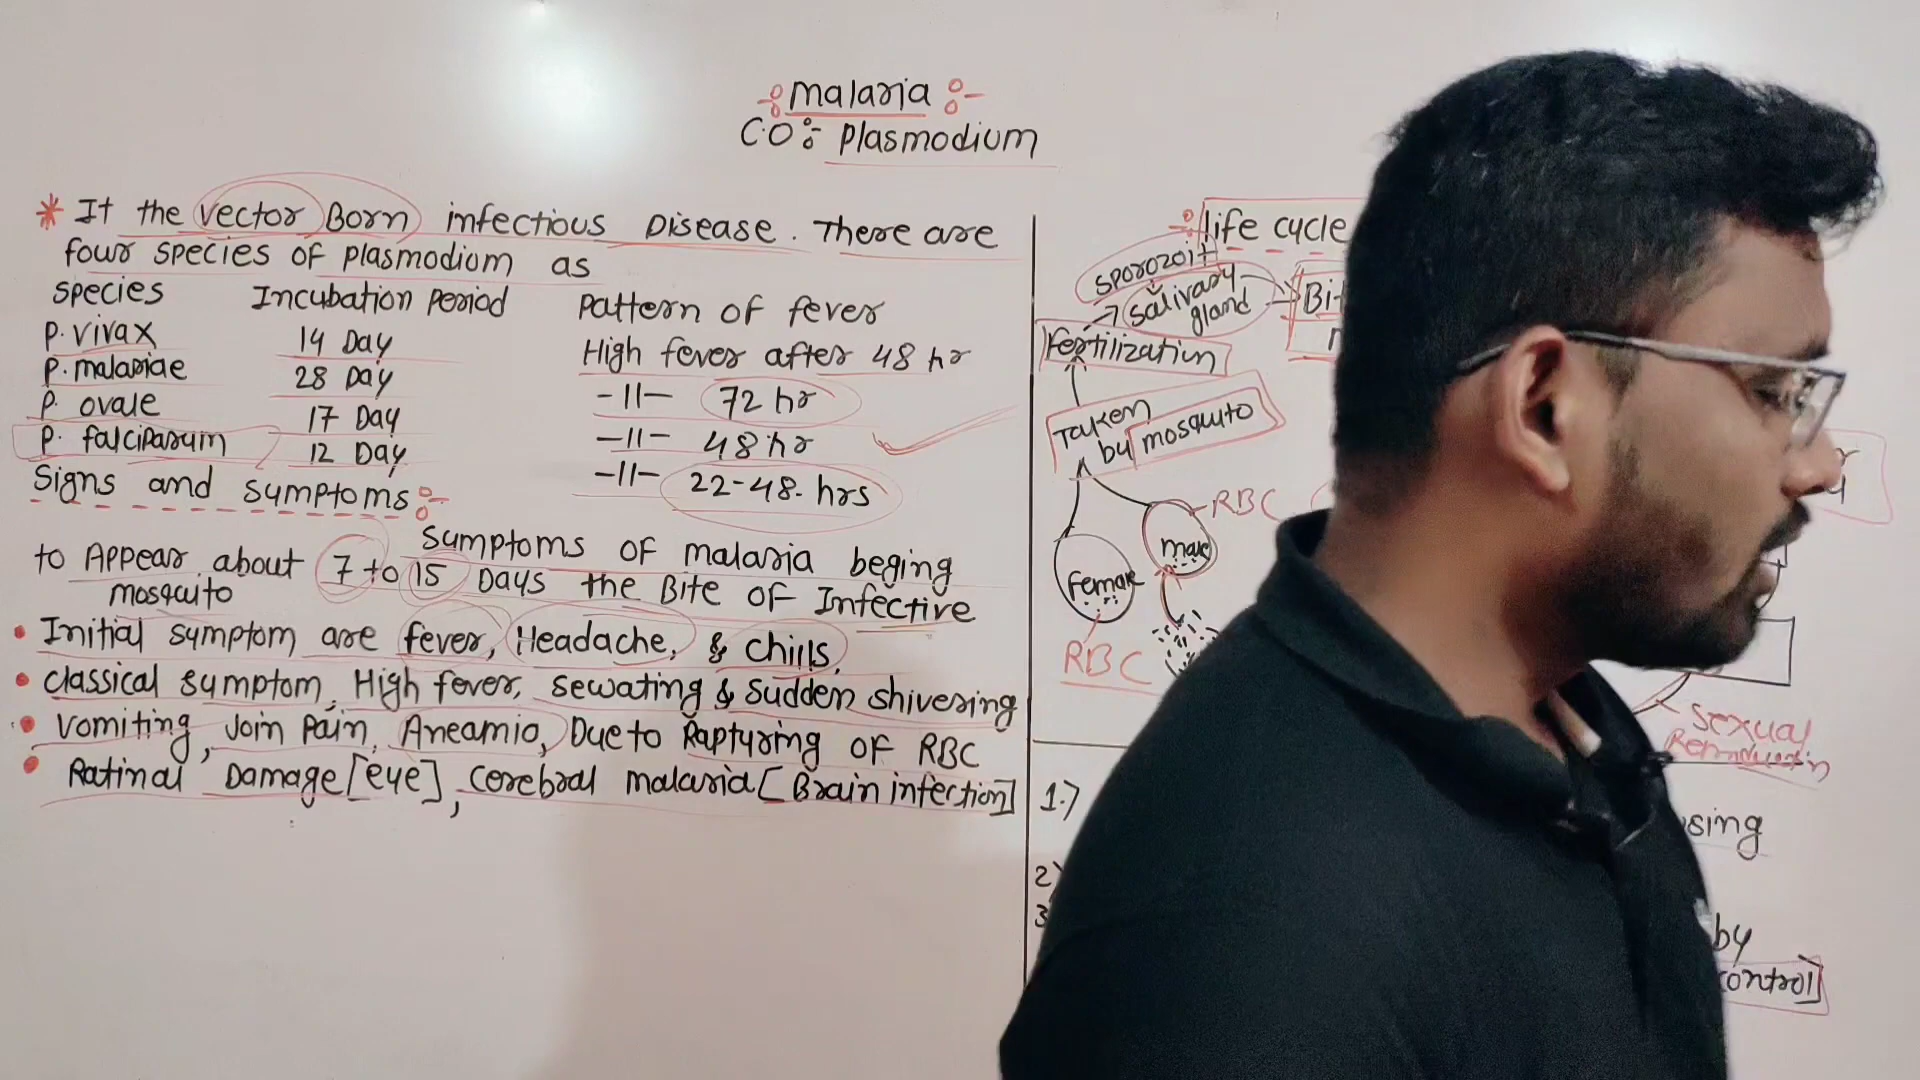 malaria
C.O:- plasmodium
* It the vector Born infectious Disease. There are
four species of plasmodium as
species Incubation period pattern of fever
p. vivax 14 Day High fever after 48 hr
p. malariae 28 Day -11- 72 hr
p. ovale 17 Day -11- 48 hr
p. falciparum 12 Day -11- 22-48- hrs
Signs and symptoms:-
Symptoms of malaria beging
to Appear about 7 to 15 Days the Bite of Infective
mosquito
• Initial symptom are fever, Headache, & chills,
• classical symptom, High fever, sewating & sudden shivering
• vomiting, join pain, Aneamio, Due to Rapturing of RBC
• Ratinal Damage [eye], cerebral malaria [Brain infection]
life cycle
sporozoit
salivary
gland
Bit
Fertilization
Taken
by mosquito
RBC
male
Female
RBC
sexual
Reproduction
1.)
sing
2)
3
by
control]